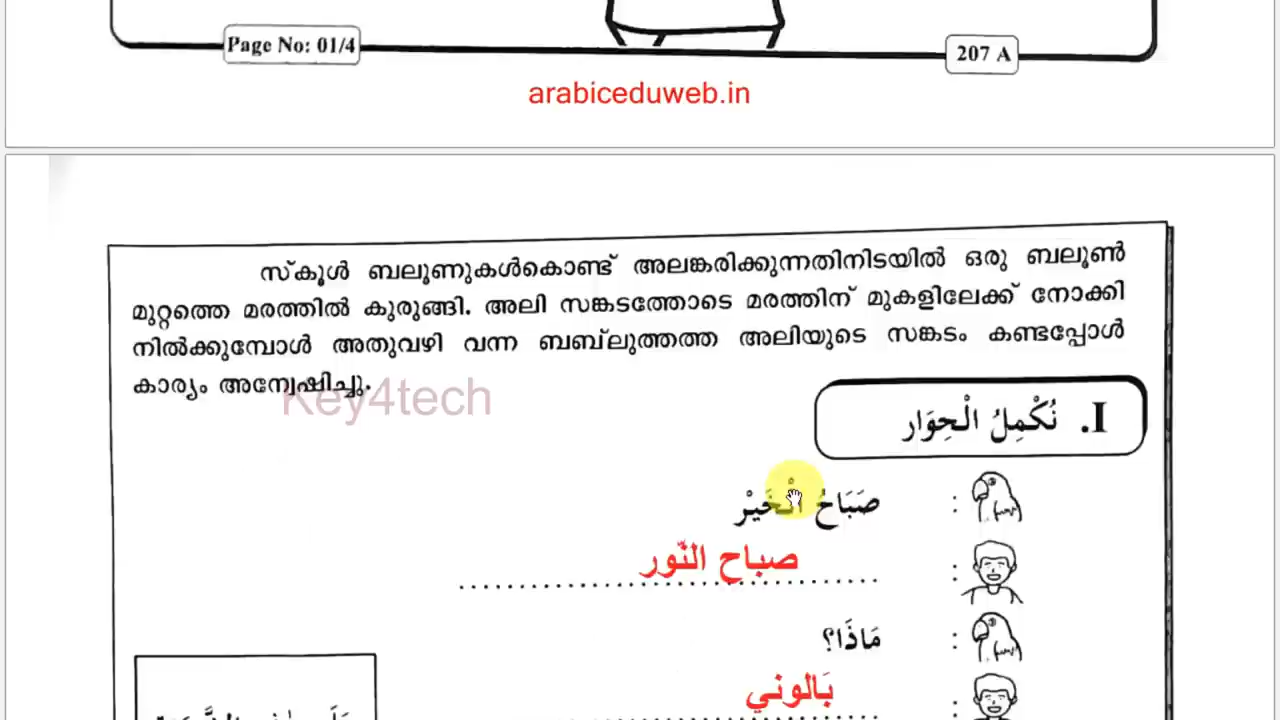 Page No: 01/4
207 A
arabiceduweb.in
സ്കൂൾ ബലൂണുകൾകൊണ്ട് അലങ്കരിക്കുന്നതിനിടയിൽ ഒരു ബലൂൺ
മുറ്റത്തെ മരത്തിൽ കുരുങ്ങി. അലി സങ്കടത്തോടെ മരത്തിന് മുകളിലേക്ക് നോക്കി
നിൽക്കുമ്പോൾ അതുവഴി വന്ന ബബ്ലുത്തത്ത അലിയുടെ സങ്കടം കണ്ടപ്പോൾ
കാര്യം അന്വേഷിച്ചു.
Key4tech
I. نُكْمِلُ الْحِوَار
: صَبَاحُ الْخَيْر
: صباح النّور
: مَاذَا؟
: بَالوني